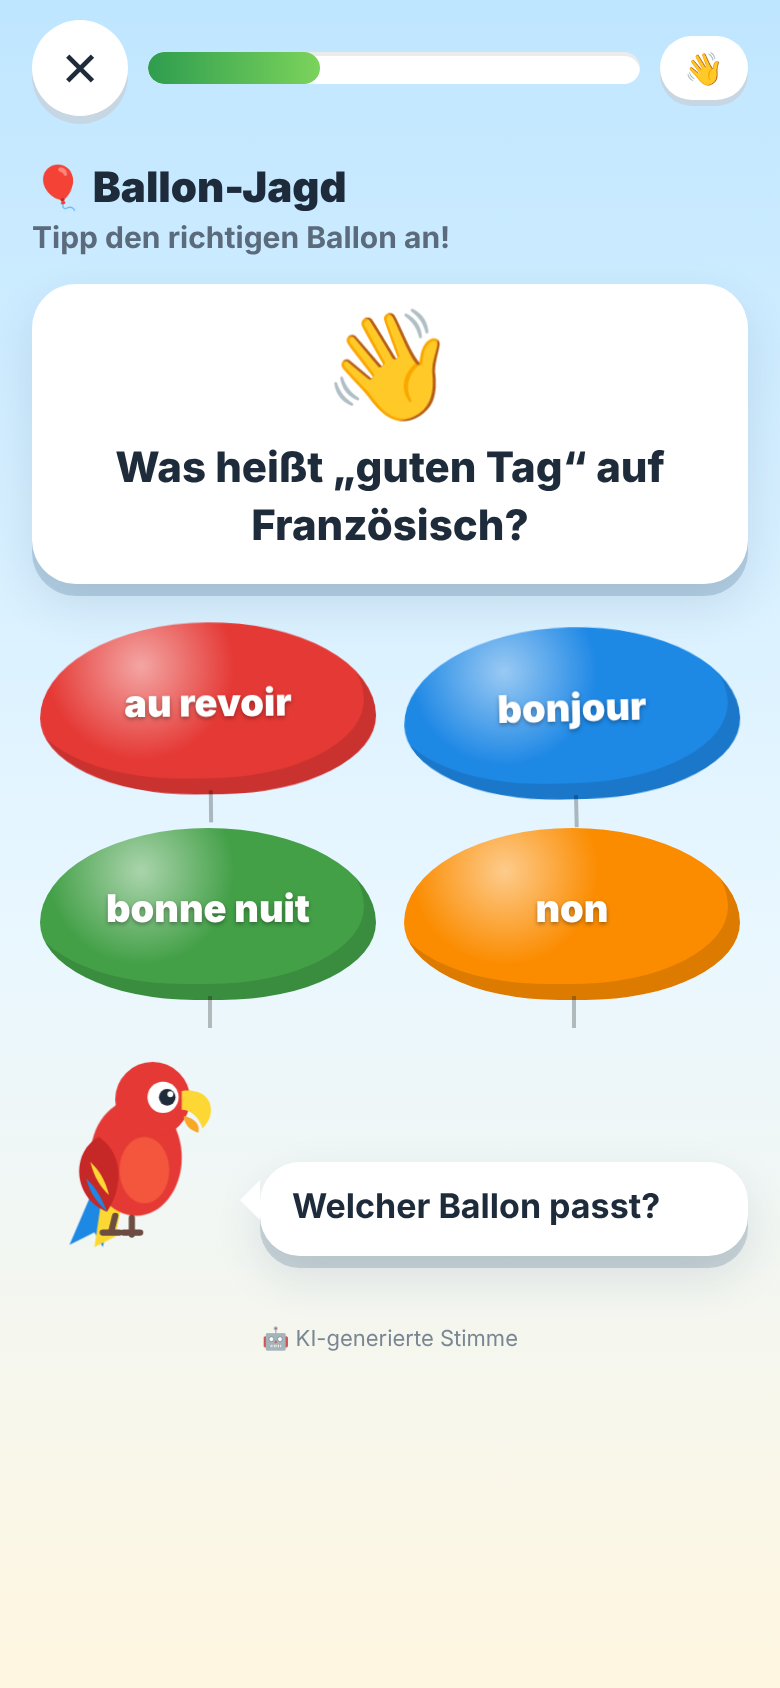 Ballon-Jagd
Tipp den richtigen Ballon an!
Was heißt „guten Tag“ auf
Französisch?
au revoir
bonjour
bonne nuit
non
Welcher Ballon passt?
KI-generierte Stimme